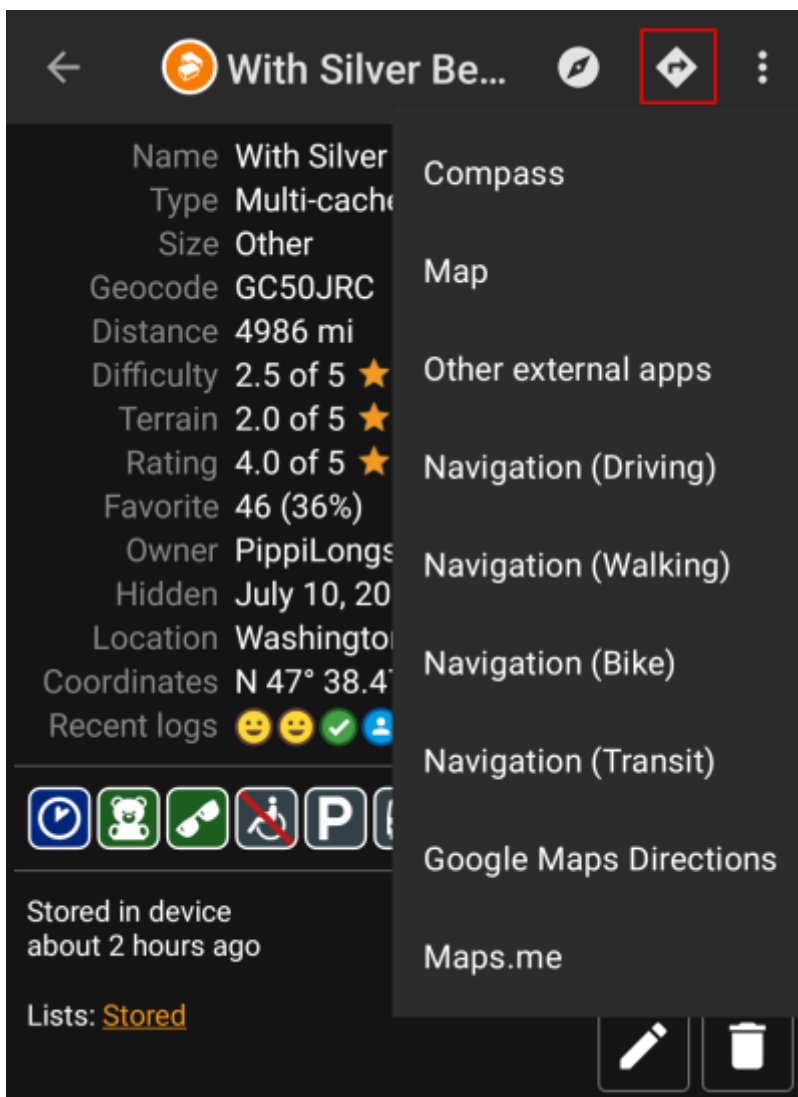 With Silver Be...
Name With Silver
Type Multi-cache
Size Other
Geocode GC50JRC
Distance 4986 mi
Difficulty 2.5 of 5
Terrain 2.0 of 5
Rating 4.0 of 5
Favorite 46 (36%)
Owner PippiLongs
Hidden July 10, 20
Location Washington
Coordinates N 47° 38.47
Recent logs
P
Stored in device
about 2 hours ago
Lists: Stored
Compass
Map
Other external apps
Navigation (Driving)
Navigation (Walking)
Navigation (Bike)
Navigation (Transit)
Google Maps Directions
Maps.me